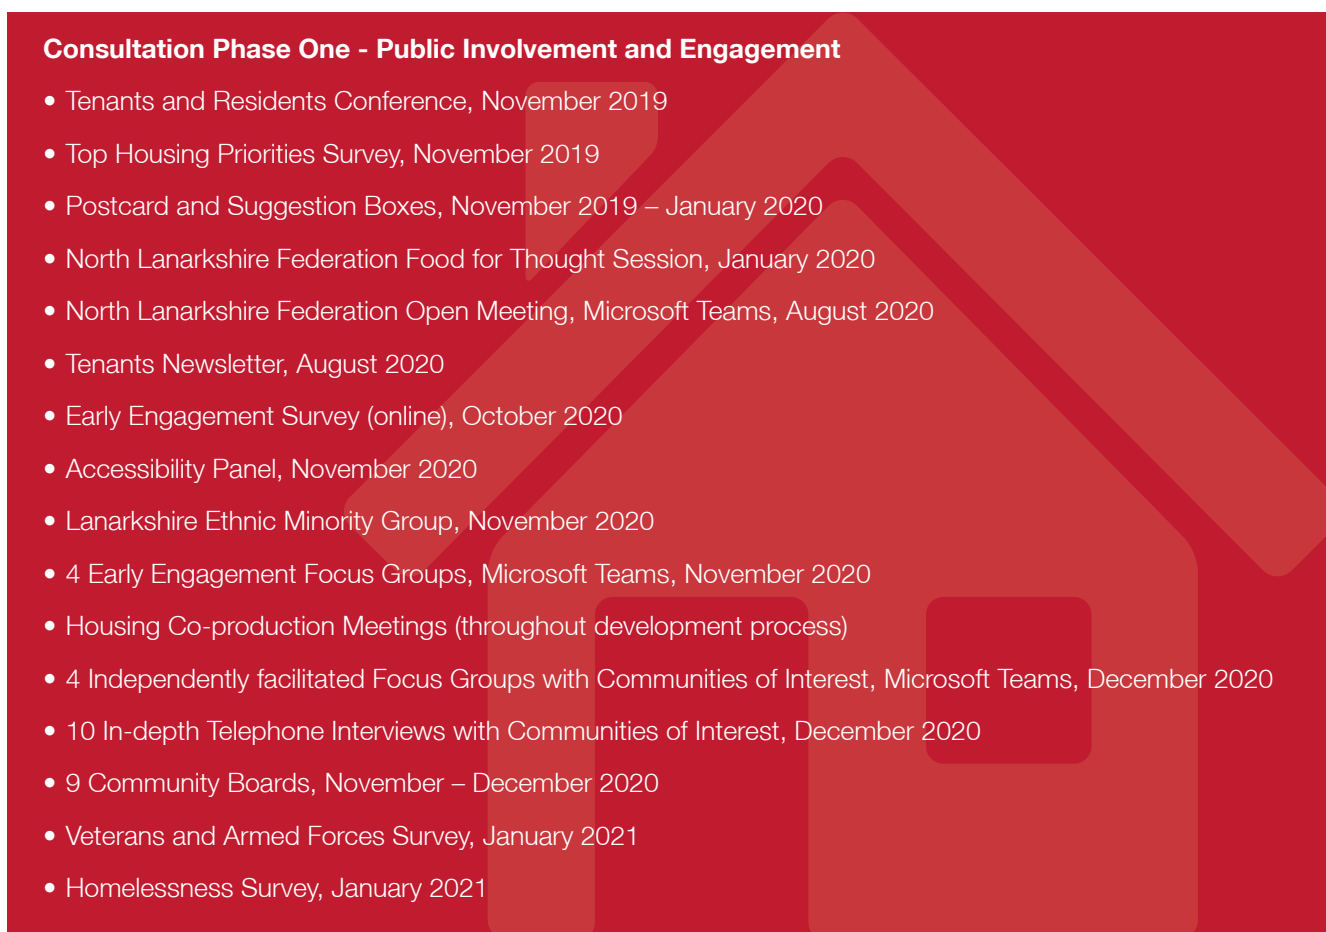 Consultation Phase One - Public Involvement and Engagement
• Tenants and Residents Conference, November 2019
• Top Housing Priorities Survey, November 2019
• Postcard and Suggestion Boxes, November 2019 – January 2020
• North Lanarkshire Federation Food for Thought Session, January 2020
• North Lanarkshire Federation Open Meeting, Microsoft Teams, August 2020
• Tenants Newsletter, August 2020
• Early Engagement Survey (online), October 2020
• Accessibility Panel, November 2020
• Lanarkshire Ethnic Minority Group, November 2020
• 4 Early Engagement Focus Groups, Microsoft Teams, November 2020
• Housing Co-production Meetings (throughout development process)
• 4 Independently facilitated Focus Groups with Communities of Interest, Microsoft Teams, December 2020
• 10 In-depth Telephone Interviews with Communities of Interest, December 2020
• 9 Community Boards, November – December 2020
• Veterans and Armed Forces Survey, January 2021
• Homelessness Survey, January 2021